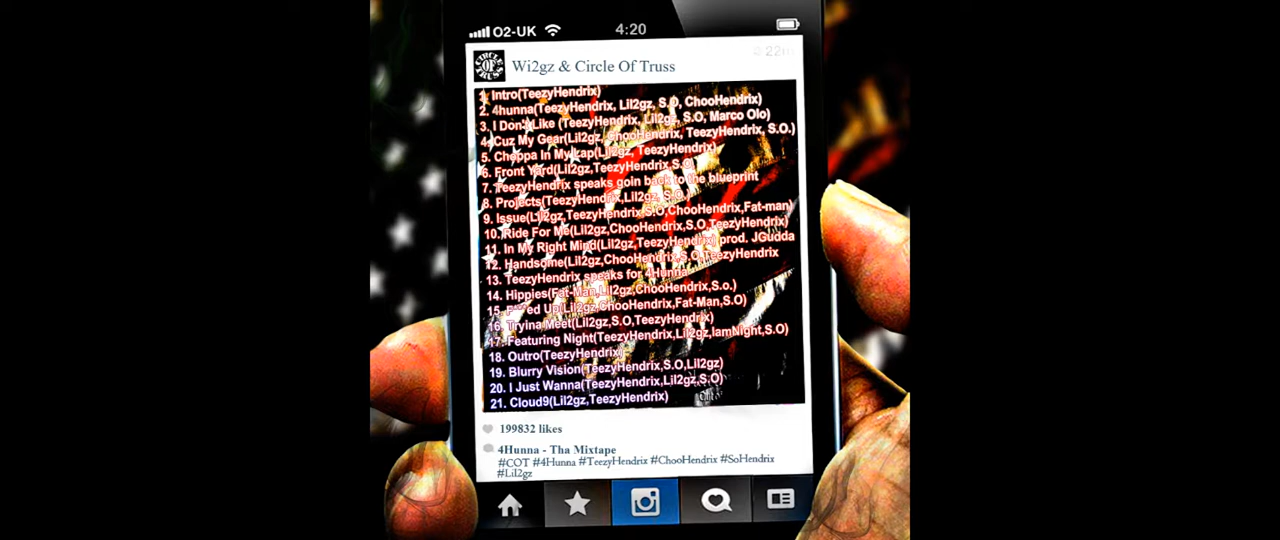 O2-UK 4:20
22m
CIRCLE OF TRUSS
Wi2gz & Circle Of Truss
1. Intro(TeezyHendrix)
2. 4hunna(TeezyHendrix, Lil2gz, S.O, ChooHendrix)
3. I Don't Like (TeezyHendrix, Lil2gz, S.O, Marco Olo)
4. Cuz My Gear(Lil2gz, ChooHendrix, TeezyHendrix, S.O.)
5. Choppa In My Lap(Lil2gz, TeezyHendrix)
6. Front Yard(Lil2gz,TeezyHendrix,S.O)
7. TeezyHendrix speaks goin back to the blueprint
8. Projects(TeezyHendrix,Lil2gz, S.O.)
9. Issue(Lil2gz,TeezyHendrix,S.O,ChooHendrix,Fat-man)
10. Ride For Me(Lil2gz,ChooHendrix,S.O,TeezyHendrix)
11. In My Right Mind(Lil2gz,TeezyHendrix) prod. JGudda
12. Handsome(Lil2gz,ChooHendrix,S.O,TeezyHendrix
13. TeezyHendrix speaks for 4Hunna
14. Hippies(Fat-Man,Lil2gz,ChooHendrix,S.o.)
15. F**ed Up(Lil2gz,ChooHendrix,Fat-Man,S.O)
16. Tryina Meet(Lil2gz,S.O,TeezyHendrix)
17. Featuring Night(TeezyHendrix,Lil2gz,IamNight,S.O)
18. Outro(TeezyHendrix)
19. Blurry Vision(TeezyHendrix,S.O,Lil2gz)
20. I Just Wanna(TeezyHendrix,Lil2gz,S.O)
21. Cloud9(Lil2gz,TeezyHendrix)
199832 likes
4Hunna - Tha Mixtape
#COT #4Hunna #TeezyHendrix #ChooHendrix #SoHendrix
#Lil2gz